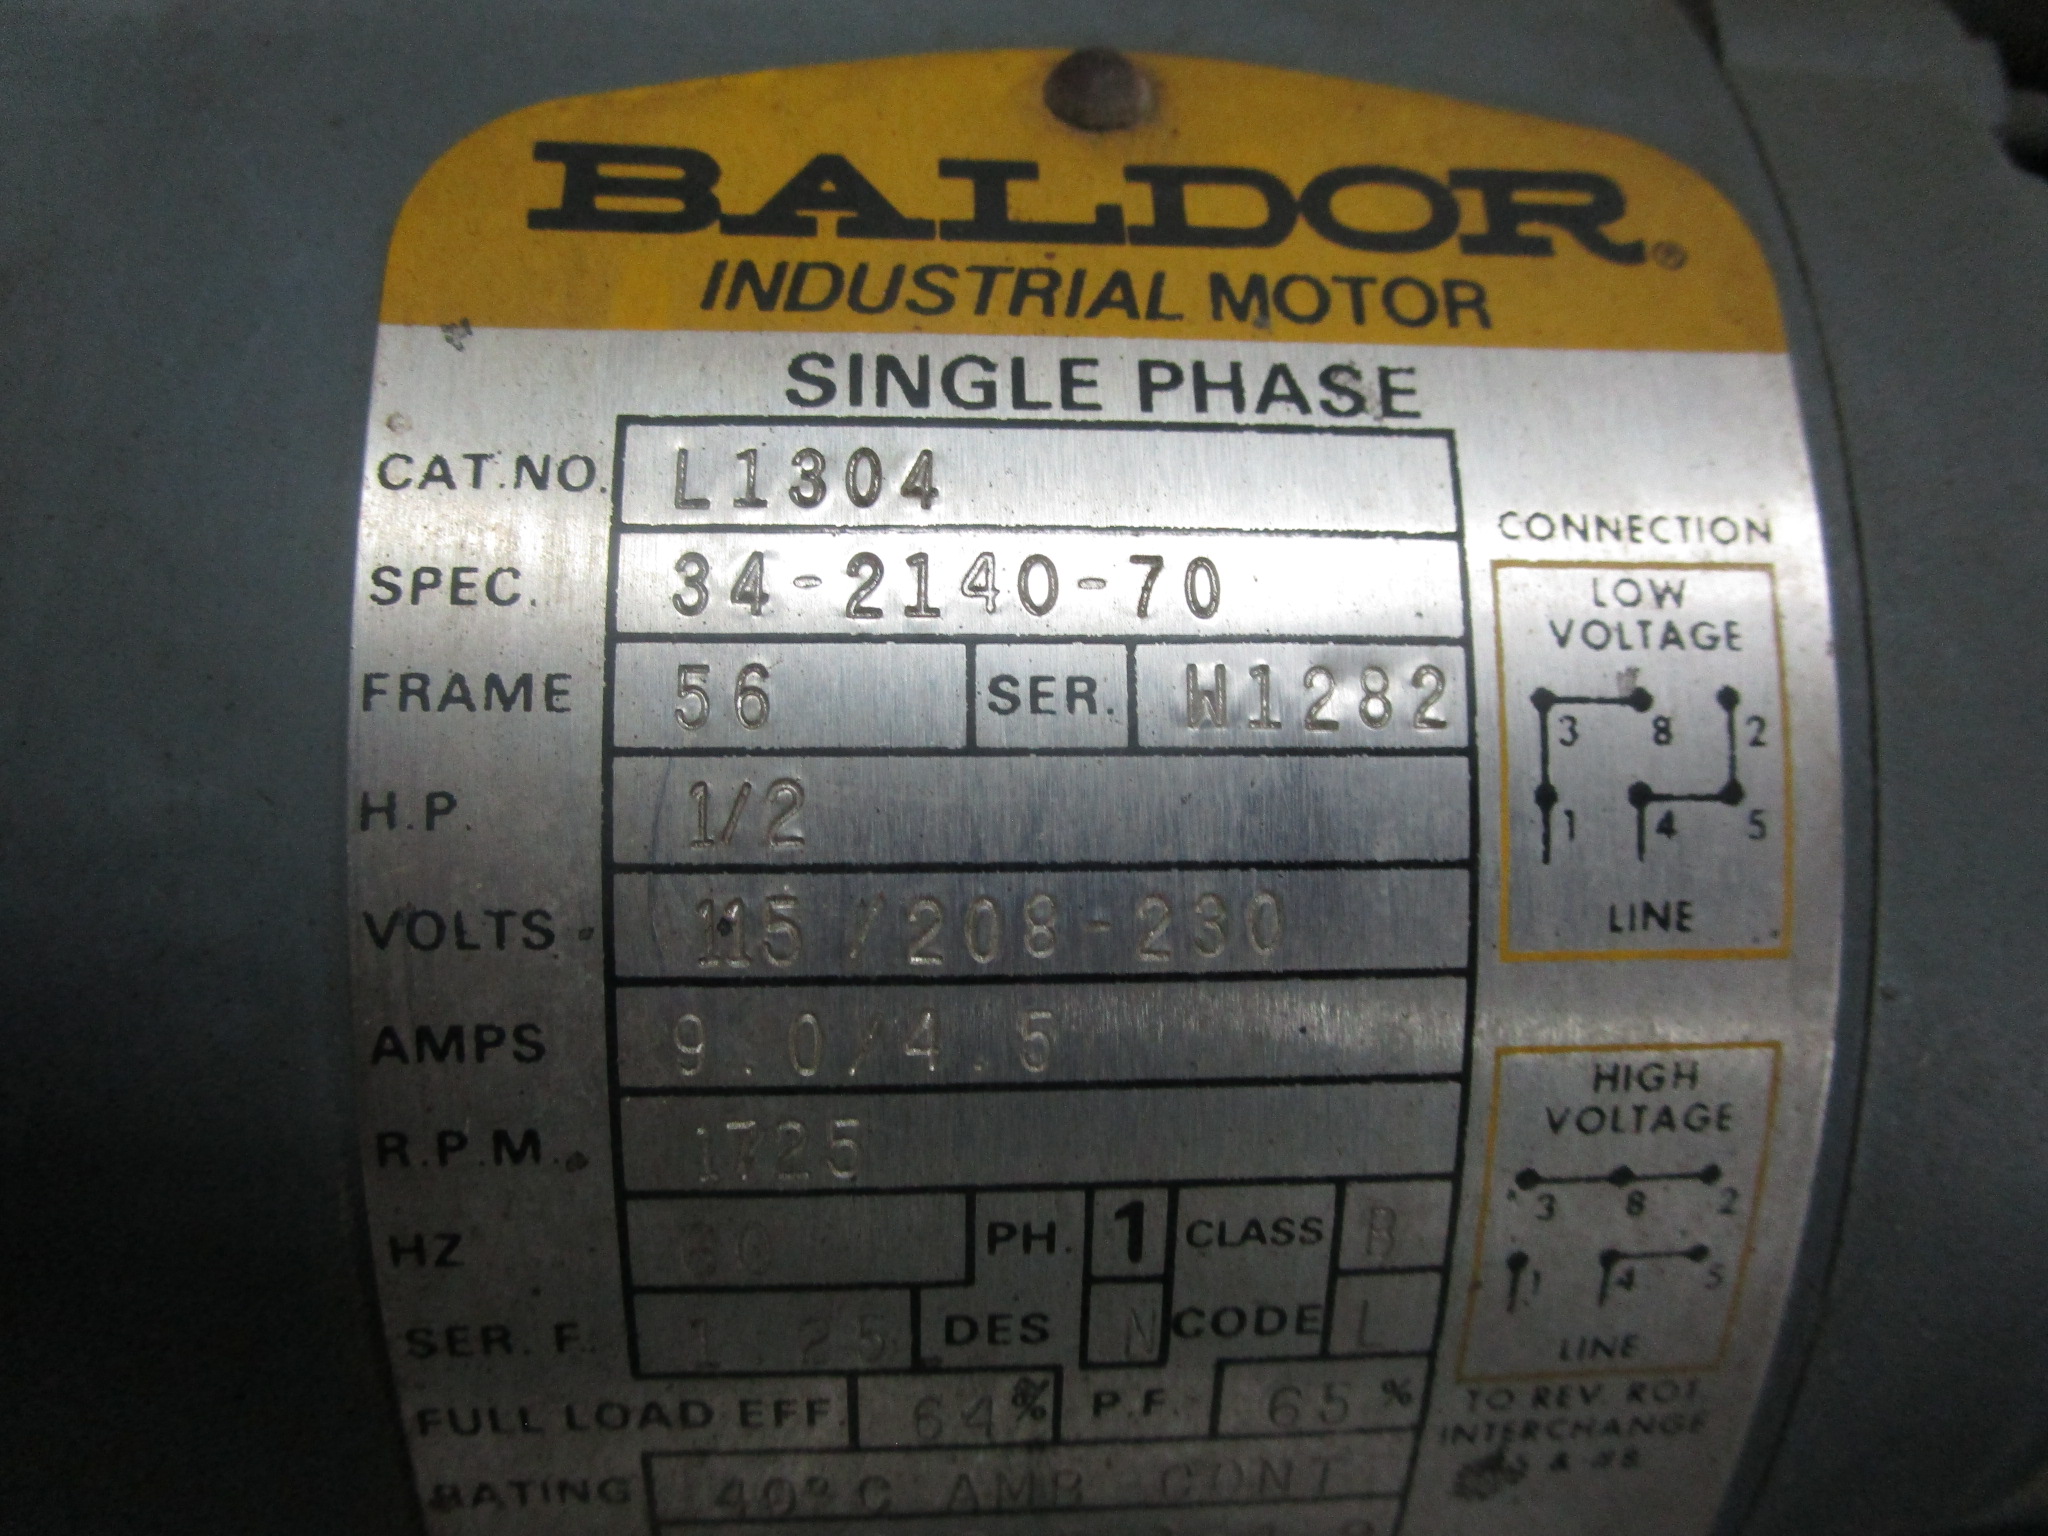 BALDOR®
INDUSTRIAL MOTOR
SINGLE PHASE
CAT.NO. L1304
SPEC. 34-2140-70
FRAME 56 SER. W1282
H.P. 1/2
VOLTS 115/208-230
AMPS 9.0/4.5
R.P.M. 1725
HZ 60 PH. 1 CLASS B
SER. F. 1.25 DES N CODE L
FULL LOAD EFF. 64% P.F. 65%
RATING 40°C AMB CONT
CONNECTION
LOW
VOLTAGE
3 8 2
1 4 5
LINE
HIGH
VOLTAGE
3 8 2
1 4 5
LINE
TO REV. ROT.
INTERCHANGE